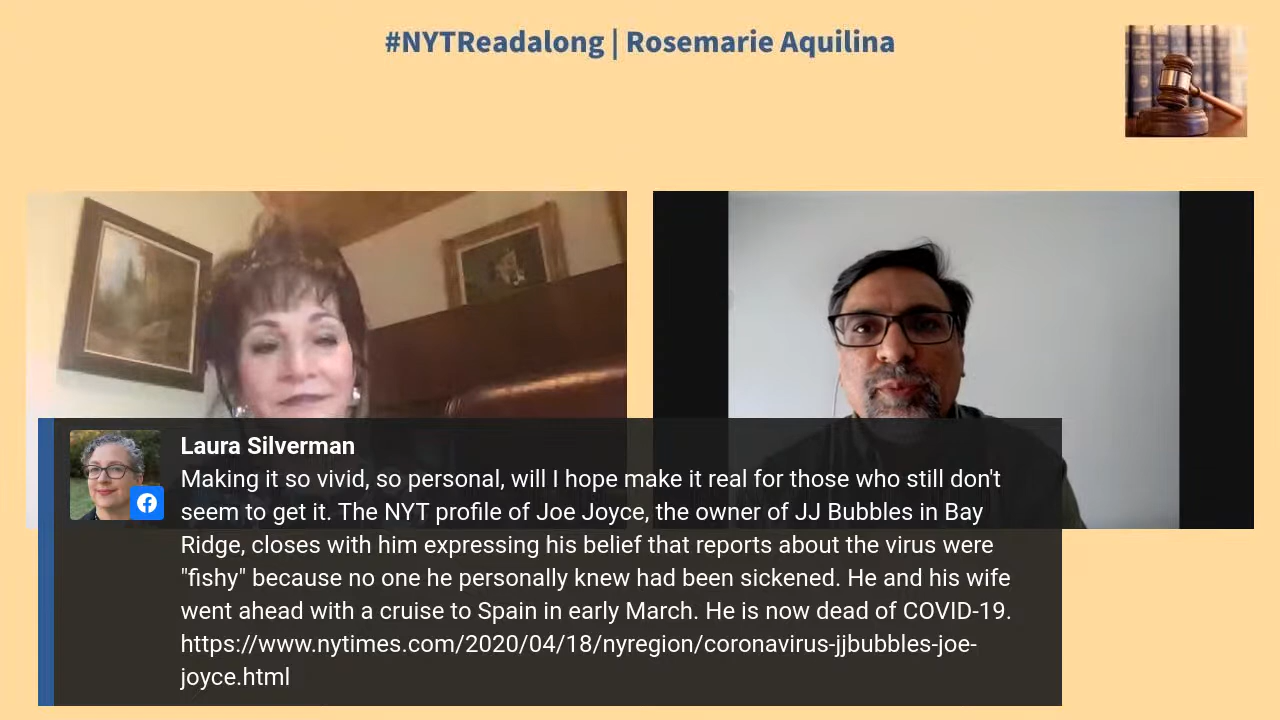 #NYTReadalong | Rosemarie Aquilina
Laura Silverman
Making it so vivid, so personal, will I hope make it real for those who still don't
seem to get it. The NYT profile of Joe Joyce, the owner of JJ Bubbles in Bay
Ridge, closes with him expressing his belief that reports about the virus were
"fishy" because no one he personally knew had been sickened. He and his wife
went ahead with a cruise to Spain in early March. He is now dead of COVID-19.
https://www.nytimes.com/2020/04/18/nyregion/coronavirus-jjbubbles-joe-
joyce.html